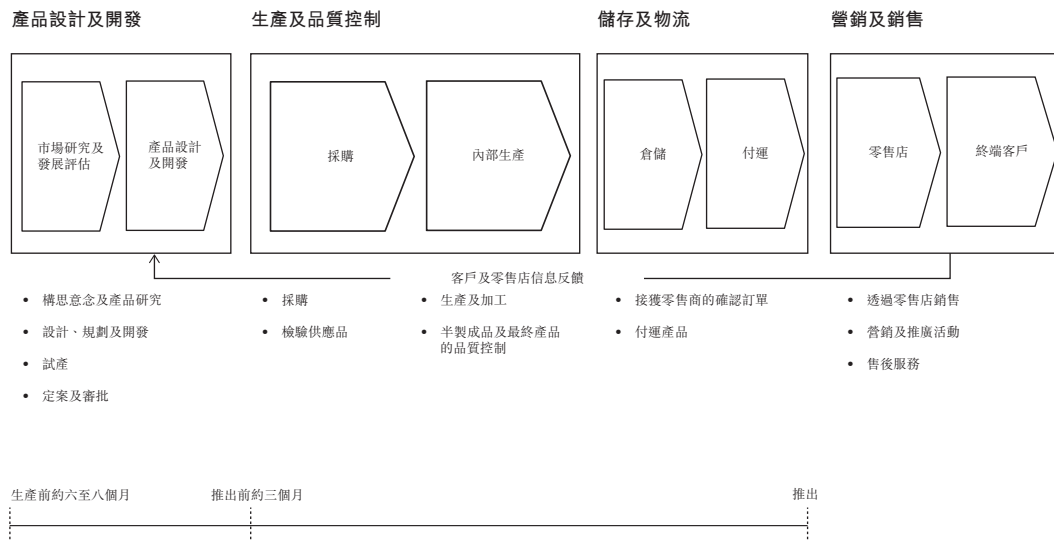 產品設計及開發
生產及品質控制
儲存及物流
營銷及銷售
市場研究及
發展評估
產品設計
及開發
採購
內部生產
倉儲
付運
零售店
終端客戶
客戶及零售店信息反饋
• 構思意念及產品研究
• 設計、規劃及開發
• 試產
• 定案及審批
• 採購
• 檢驗供應品
• 生產及加工
• 半製成品及最終產品
的品質控制
• 接獲零售商的確認訂單
• 付運產品
• 透過零售店銷售
• 營銷及推廣活動
• 售後服務
生產前約六至八個月
推出前約三個月
推出